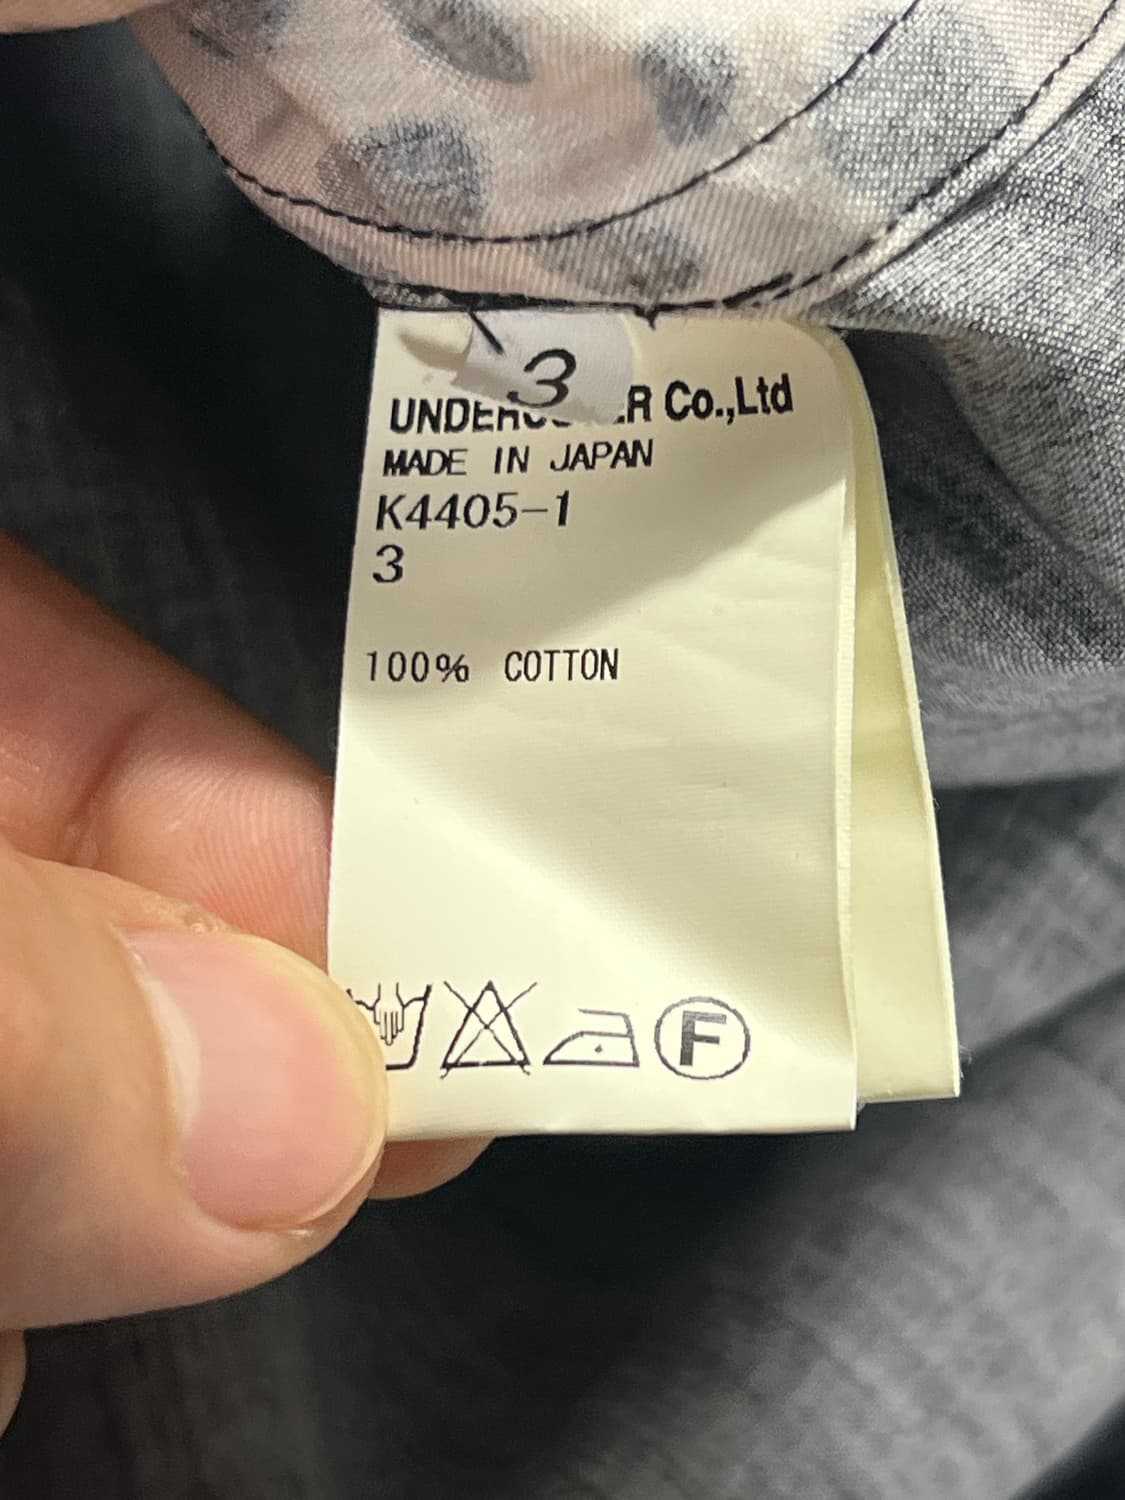 3
R Co.,Ltd
MADE IN JAPAN
K4405-1
3
100% COTTON
F